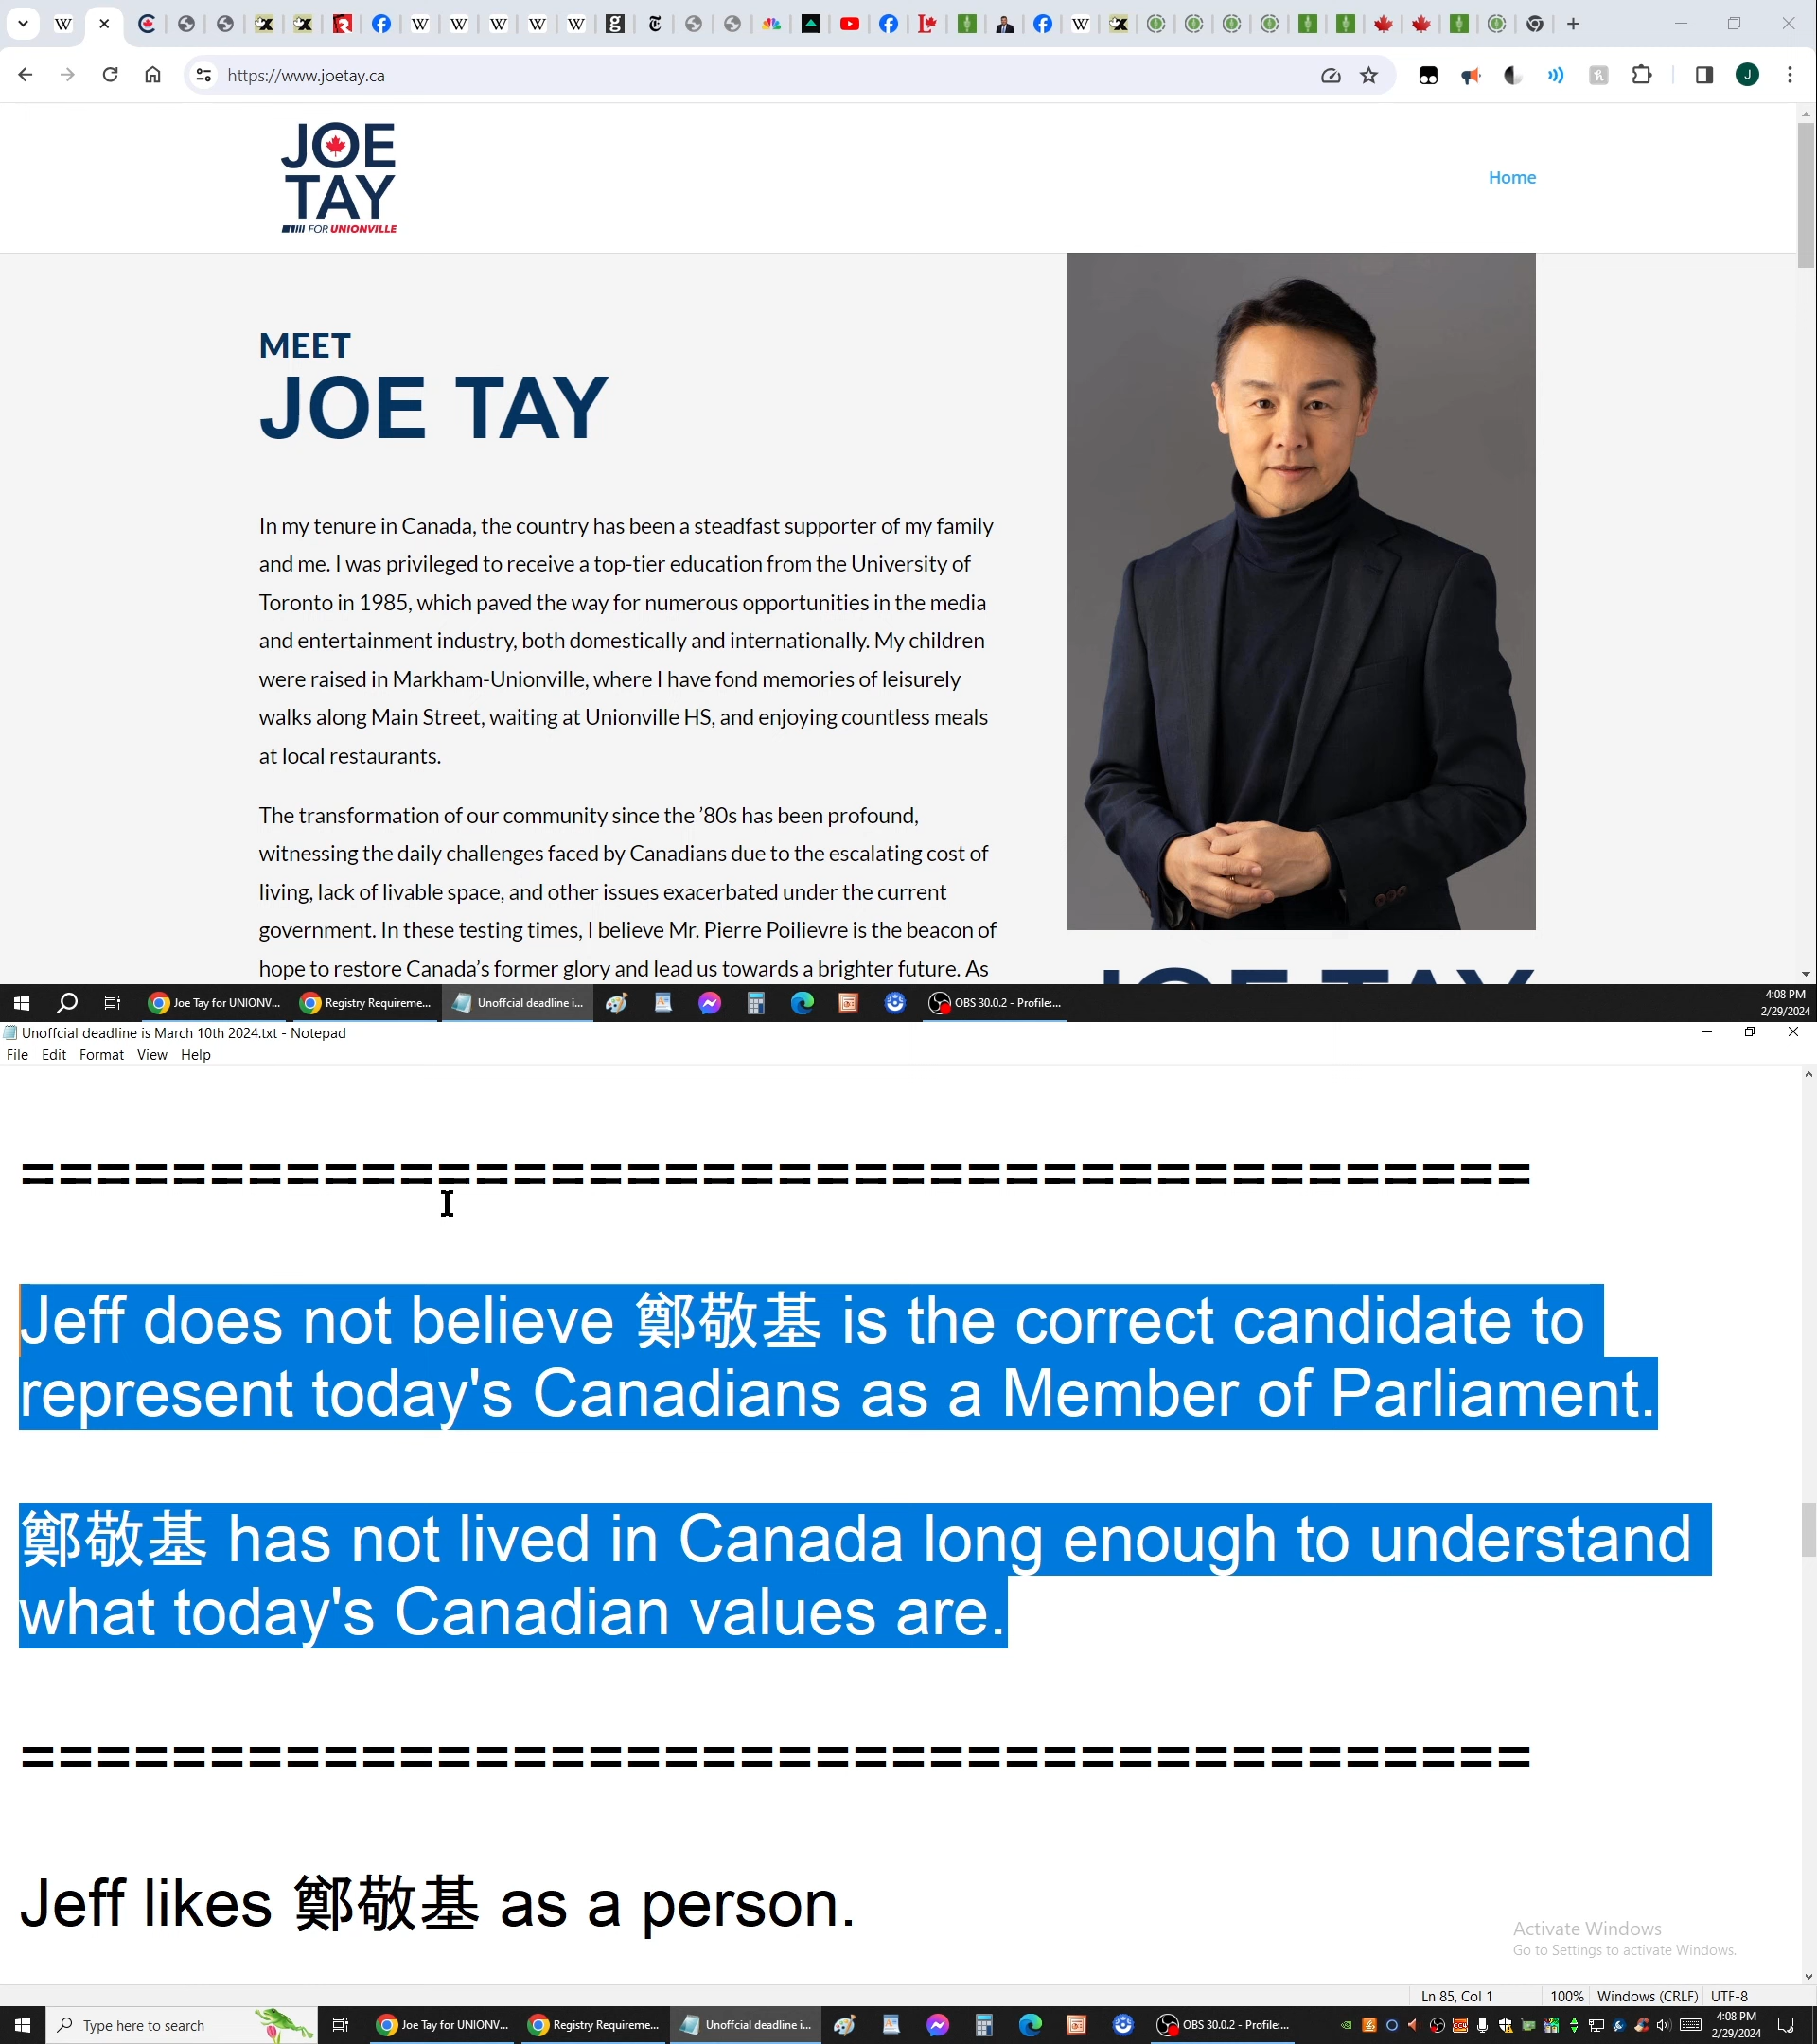 https://www.joetay.ca
JOE
TAY
FOR UNIONVILLE
Home
MEET
JOE TAY
In my tenure in Canada, the country has been a steadfast supporter of my family
and me. I was privileged to receive a top-tier education from the University of
Toronto in 1985, which paved the way for numerous opportunities in the media
and entertainment industry, both domestically and internationally. My children
were raised in Markham-Unionville, where I have fond memories of leisurely
walks along Main Street, waiting at Unionville HS, and enjoying countless meals
at local restaurants.
The transformation of our community since the ’80s has been profound,
witnessing the daily challenges faced by Canadians due to the escalating cost of
living, lack of livable space, and other issues exacerbated under the current
government. In these testing times, I believe Mr. Pierre Poilievre is the beacon of
hope to restore Canada’s former glory and lead us towards a brighter future. As
JOE TAY
Joe Tay for UNIONV... Registry Requireme... Unoffcial deadline i... OBS 30.0.2 - Profile:...
4:08 PM
2/29/2024
Unoffcial deadline is March 10th 2024.txt - Notepad
File Edit Format View Help
========================================
Jeff does not believe 鄭敬基 is the correct candidate to
represent today's Canadians as a Member of Parliament.
鄭敬基 has not lived in Canada long enough to understand
what today's Canadian values are.
========================================
Jeff likes 鄭敬基 as a person.
Activate Windows
Go to Settings to activate Windows.
Ln 85, Col 1 100% Windows (CRLF) UTF-8
Type here to search Joe Tay for UNIONV... Registry Requireme... Unoffcial deadline i... OBS 30.0.2 - Profile:...
4:08 PM
2/29/2024